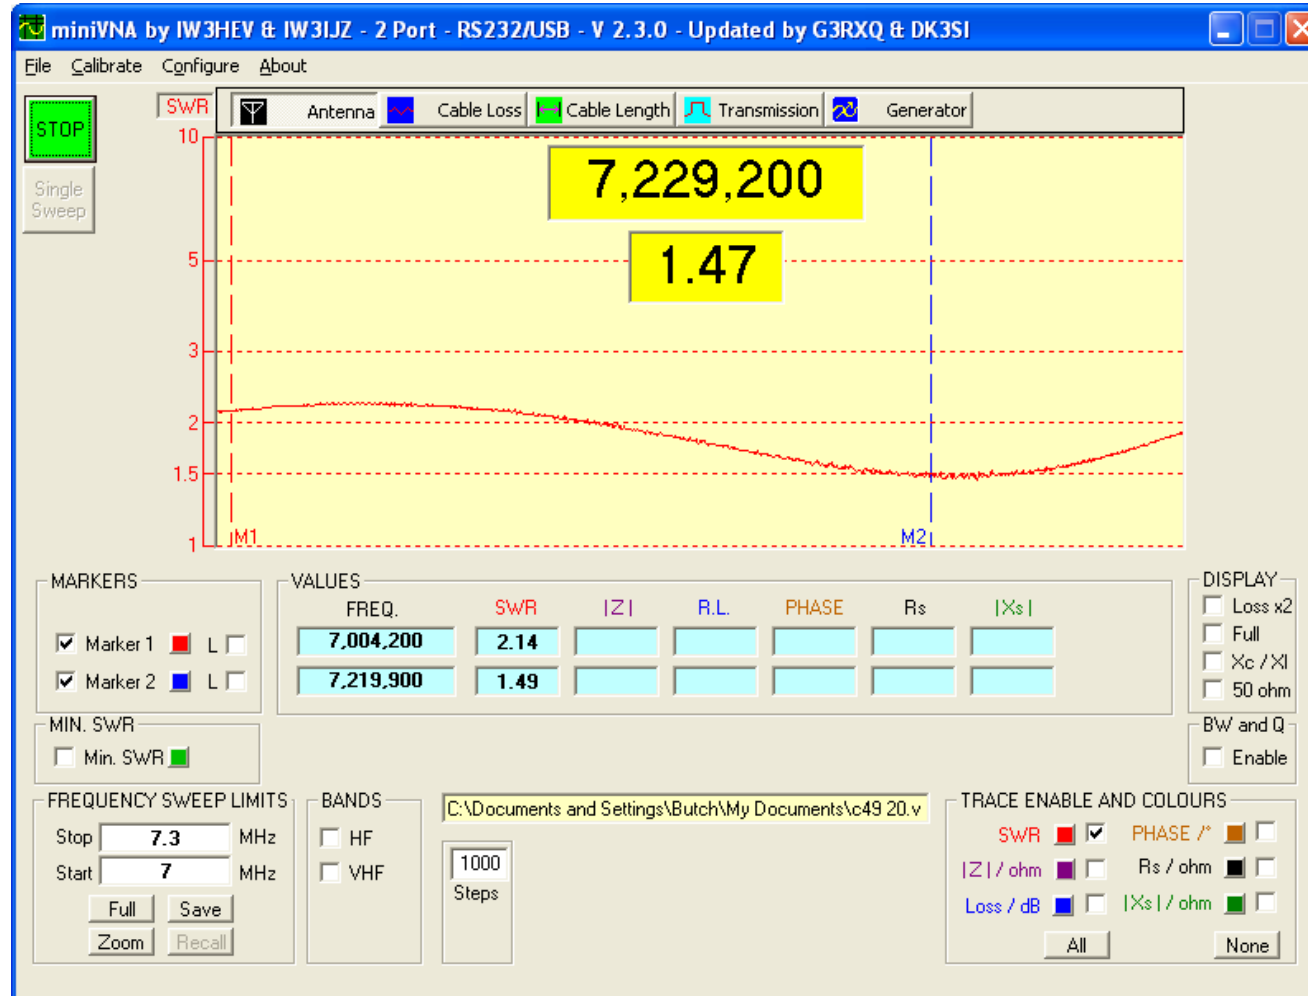 miniVNA by IW3HEV & IW3IJZ - 2 Port - RS232/USB - V 2.3.0 - Updated by G3RXQ & DK3SI
File Calibrate Configure About
STOP
Single
Sweep
SWR
Antenna Cable Loss Cable Length Transmission Generator
10
7,229,200
5
1.47
3
2
1.5
1
M1 M2
MARKERS
Marker 1 L
Marker 2 L
VALUES
FREQ. SWR |Z| R.L. PHASE Rs |Xs|
7,004,200 2.14
7,219,900 1.49
DISPLAY
Loss x2
Full
Xc / Xl
50 ohm
MIN. SWR
Min. SWR
BW and Q
Enable
FREQUENCY SWEEP LIMITS
Stop 7.3 MHz
Start 7 MHz
Full Save
Zoom Recall
BANDS
HF
VHF
C:\Documents and Settings\Butch\My Documents\c49 20.v
1000
Steps
TRACE ENABLE AND COLOURS
SWR PHASE /°
|Z| / ohm Rs / ohm
Loss / dB |Xs| / ohm
All None